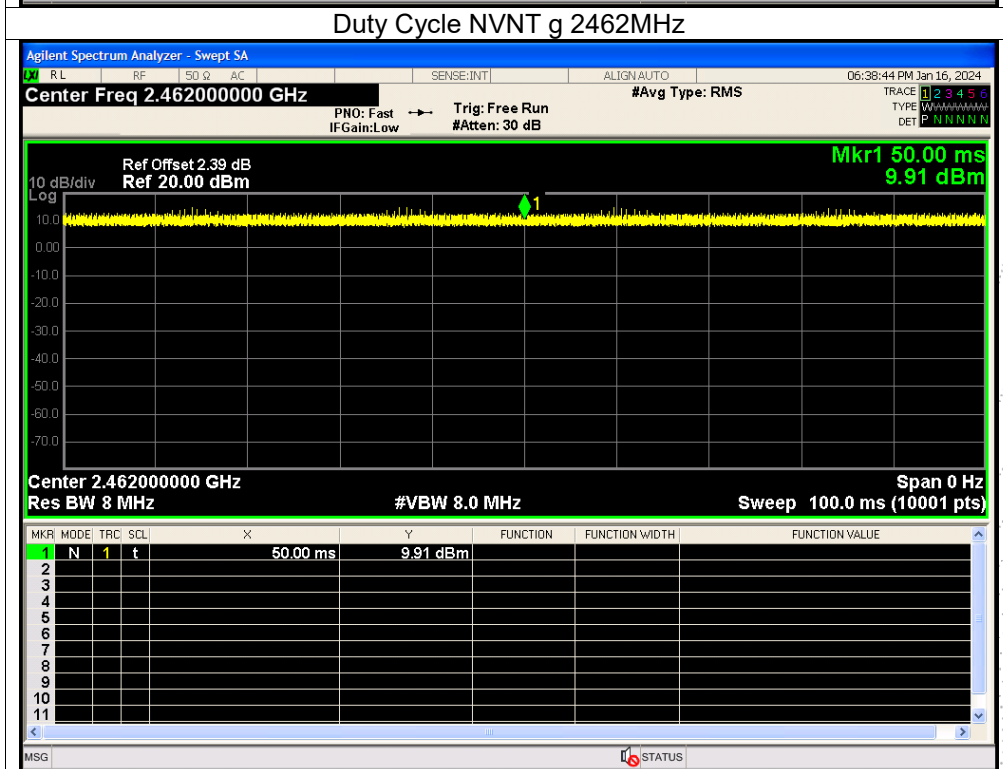 Duty Cycle NVNT g 2462MHz
Agilent Spectrum Analyzer - Swept SA
LXI RL RF 50 Ω AC SENSE:INT ALIGN AUTO 06:38:44 PM Jan 16, 2024
Center Freq 2.462000000 GHz #Avg Type: RMS TRACE 1 2 3 4 5 6
PNO: Fast Trig: Free Run TYPE WWWWWW
IFGain:Low #Atten: 30 dB DET P N N N N N
Mkr1 50.00 ms
Ref Offset 2.39 dB
10 dB/div Ref 20.00 dBm 9.91 dBm
Log
1
10.0
0.00
-10.0
-20.0
-30.0
-40.0
-50.0
-60.0
-70.0
Center 2.462000000 GHz Span 0 Hz
Res BW 8 MHz #VBW 8.0 MHz Sweep 100.0 ms (10001 pts)
MKR MODE TRC SCL X Y FUNCTION FUNCTION WIDTH FUNCTION VALUE
1 N 1 t 50.00 ms 9.91 dBm
2
3
4
5
6
7
8
9
10
11
MSG STATUS